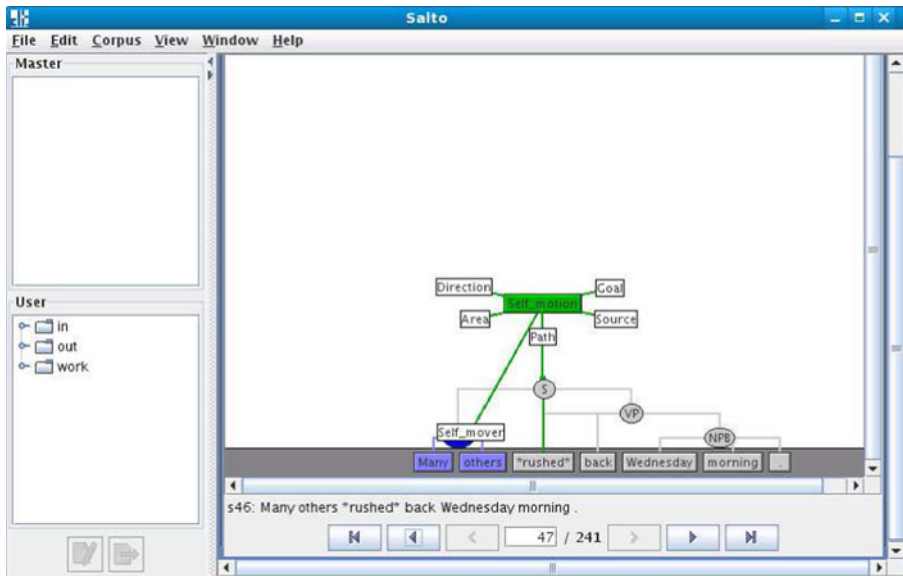 Salto
File Edit Corpus View Window Help
Master
User
in
out
work
Direction
Goal
Self_motion
Area
Source
Path
S
VP
Self_mover
NPB
Many others *rushed* back Wednesday morning .
s46: Many others *rushed* back Wednesday morning .
47 / 241